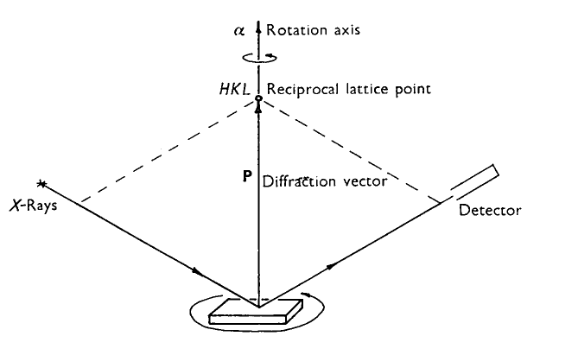 α Rotation axis
HKL Reciprocal lattice point
P Diffraction vector
X-Rays
Detector